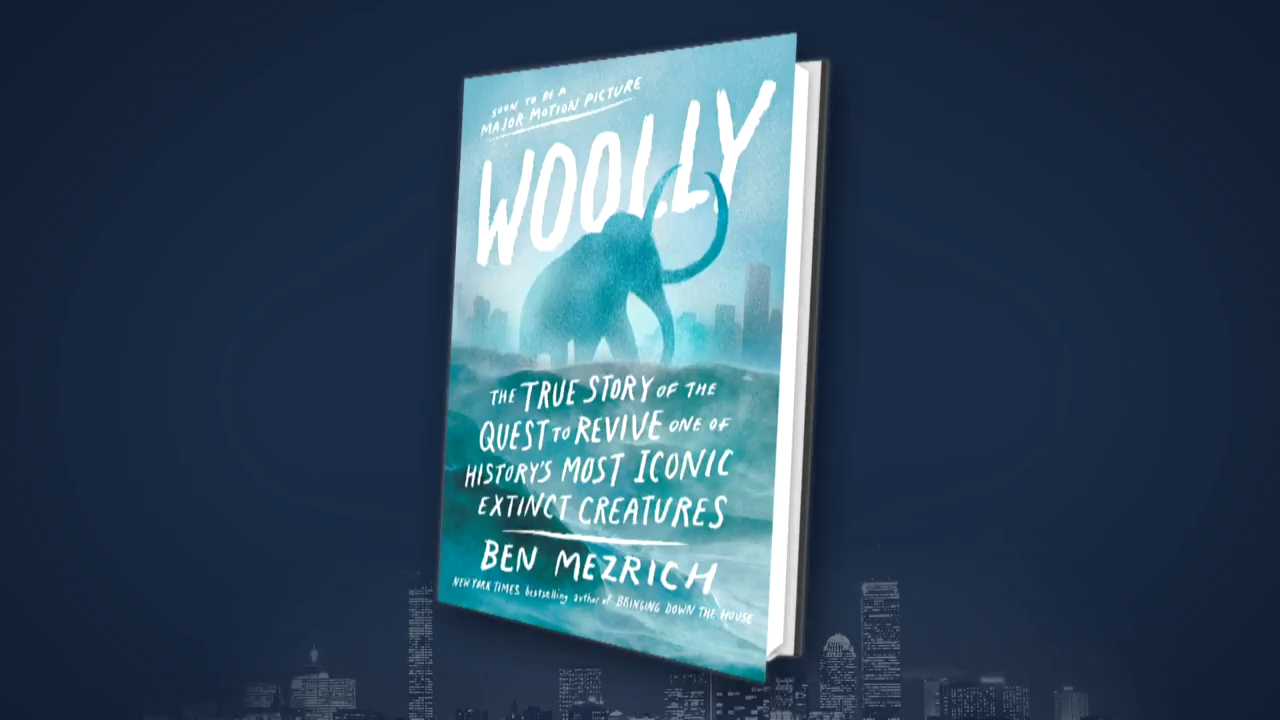 SOON TO BE A
MAJOR MOTION PICTURE
WOOLLY
THE TRUE STORY OF THE
QUEST TO REVIVE ONE OF
HISTORY'S MOST ICONIC
EXTINCT CREATURES
BEN MEZRICH
NEW YORK TIMES bestselling author of BRINGING DOWN THE HOUSE